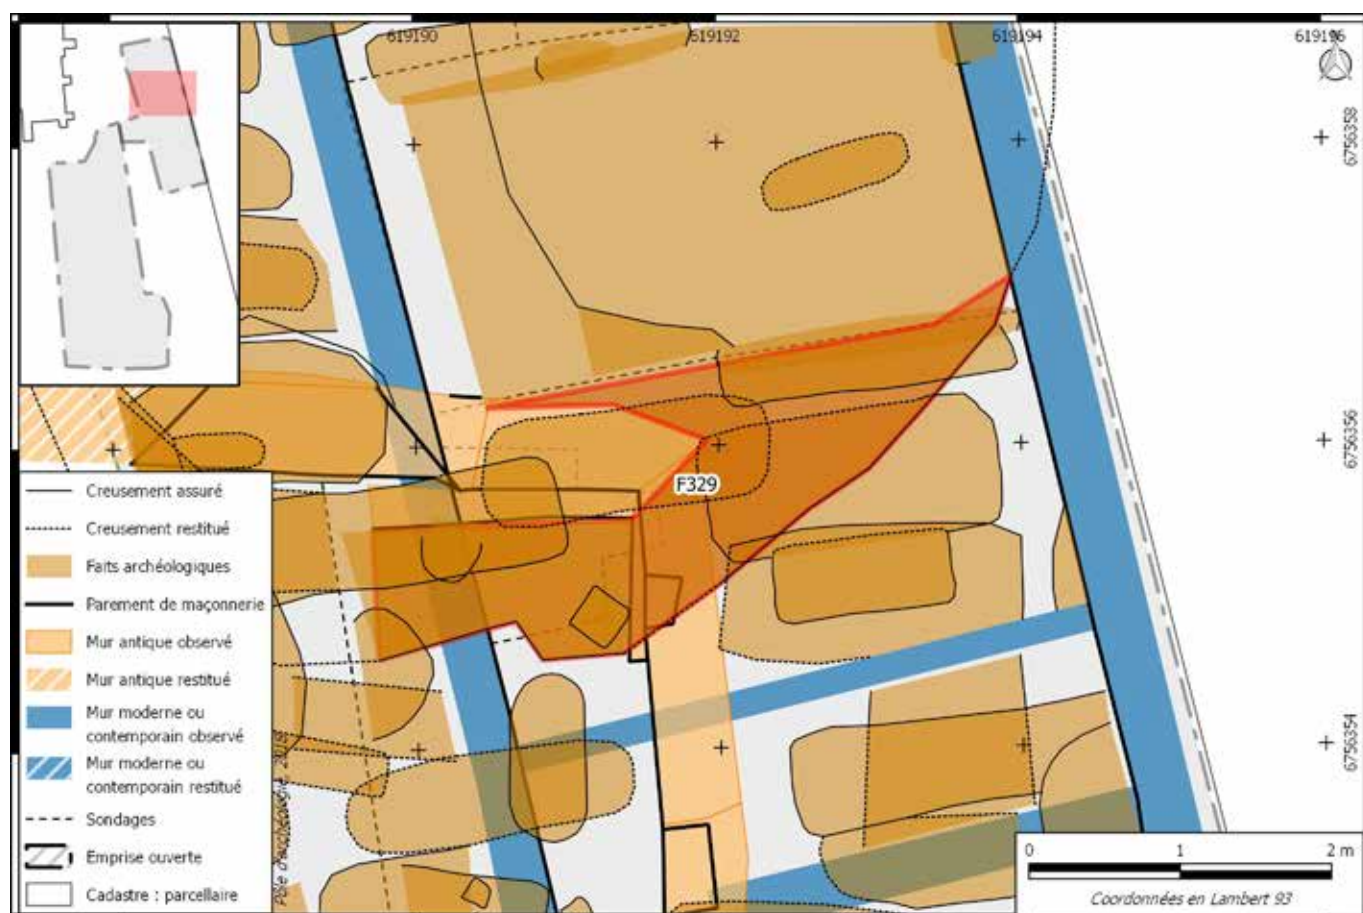 619190
619192
619194
619196
6756358
6756356
6756354
F329
Creusement assuré
Creusement restitué
Faits archéologiques
Parement de maçonnerie
Mur antique observé
Mur antique restitué
Mur moderne ou
contemporain observé
Mur moderne ou
contemporain restitué
Sondages
Emprise ouverte
Cadastre : parcellaire
Pôle d'archéologie,
0 1 2 m
Coordonnées en Lambert 93